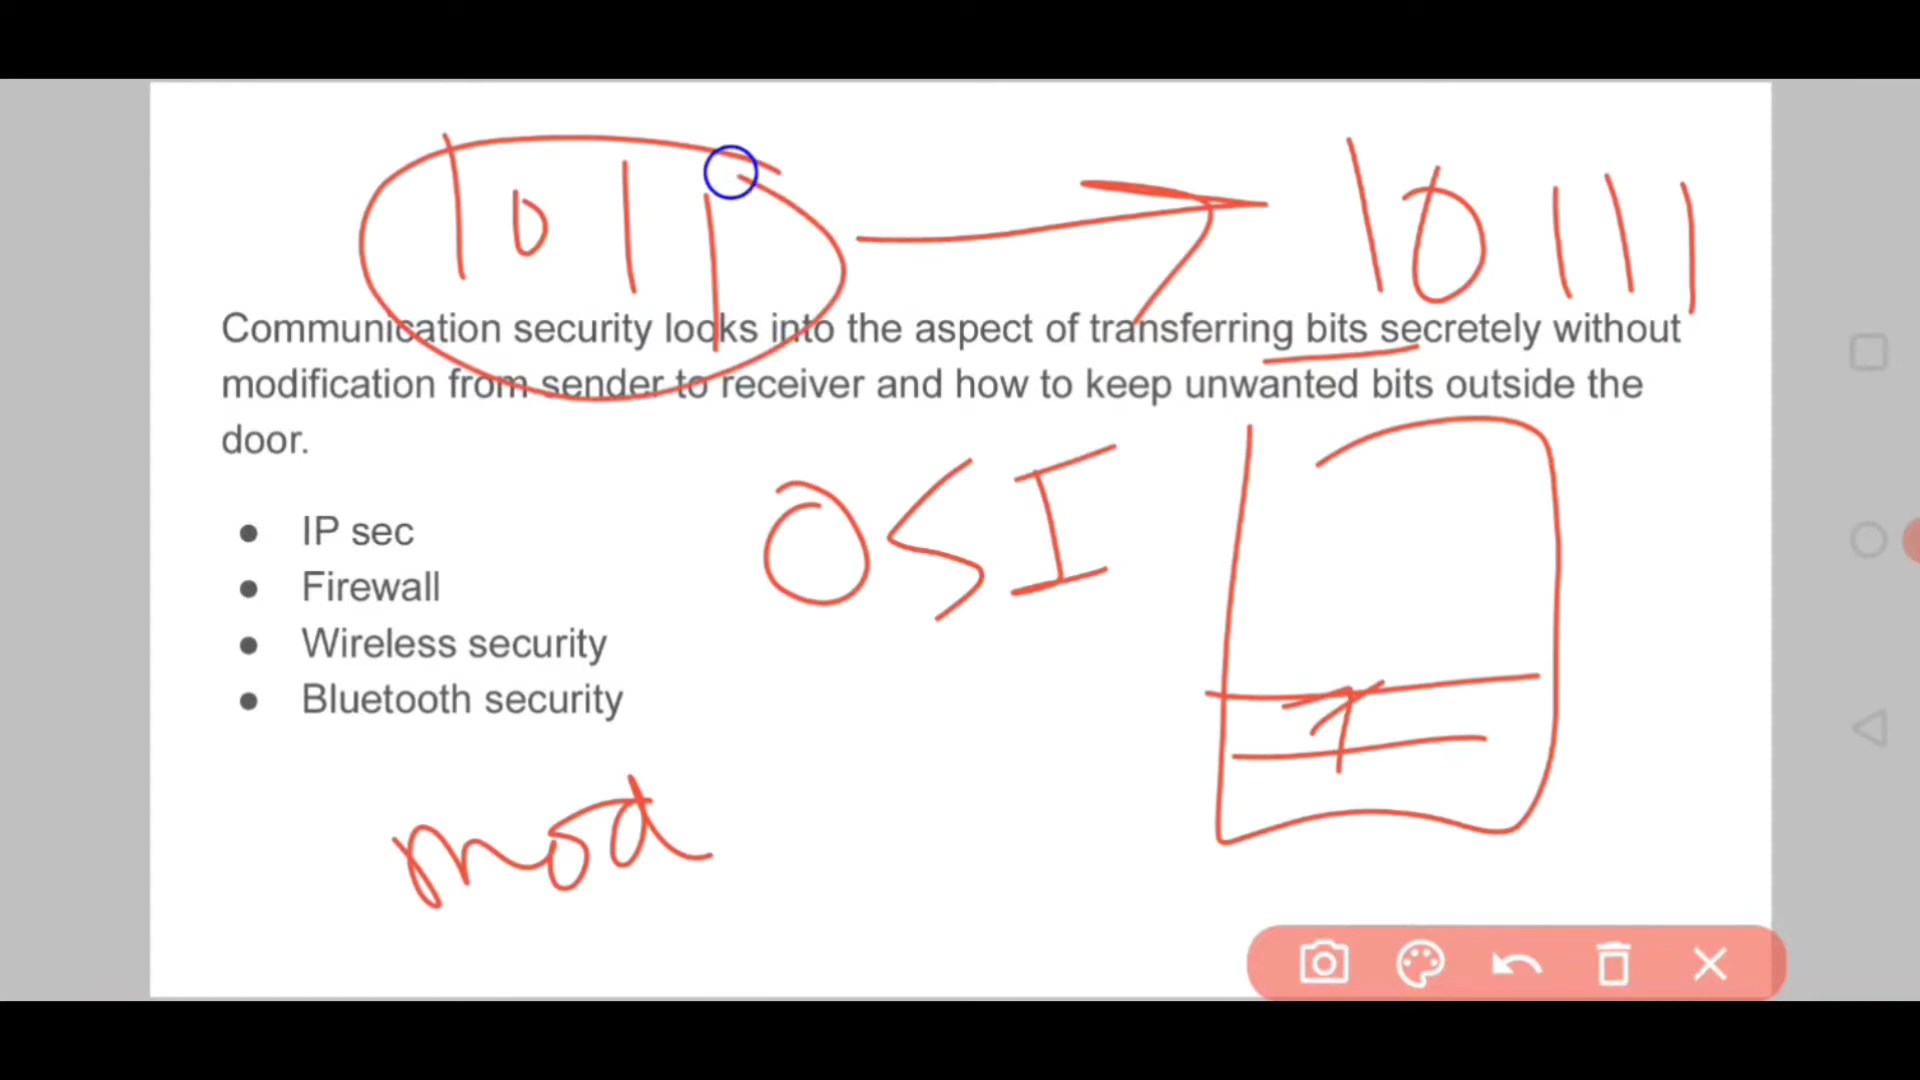 1011 10111
Communication security looks into the aspect of transferring bits secretely without
modification from sender to receiver and how to keep unwanted bits outside the
door.
OSI
● IP sec
● Firewall
● Wireless security
● Bluetooth security
mod